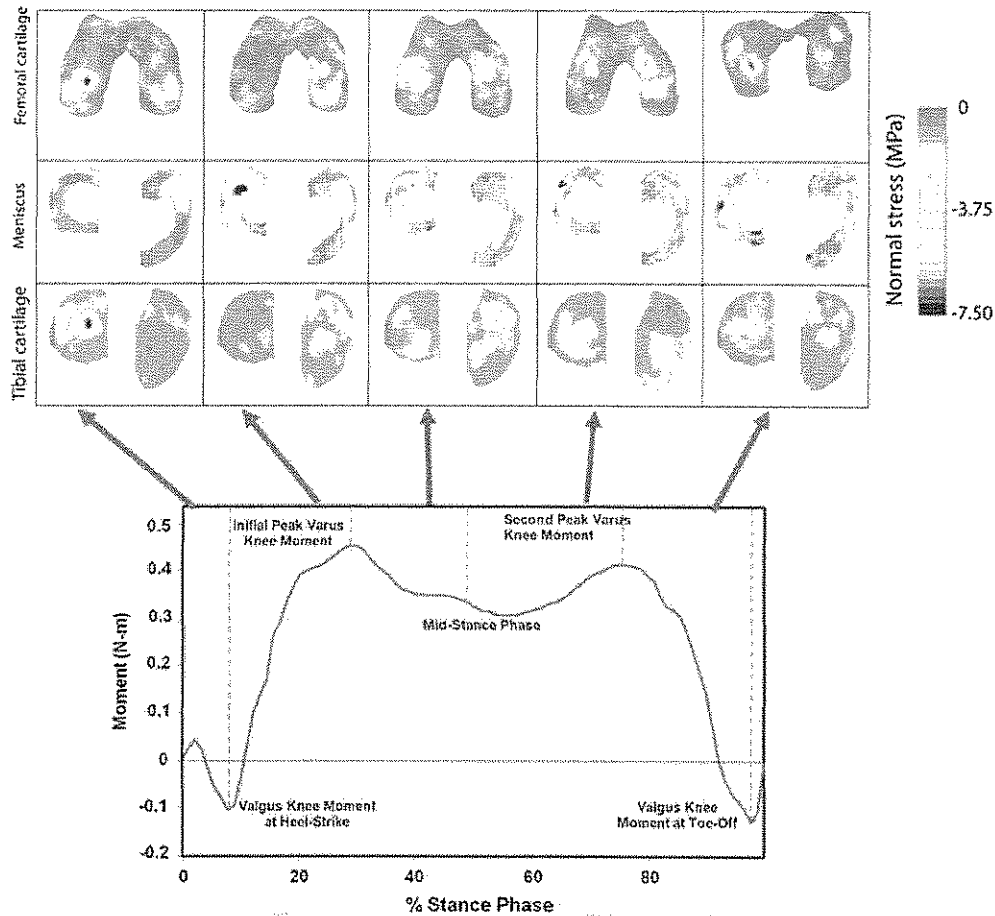 Femoral cartilage
Meniscus
Tibial cartilage
Normal stress (MPa)
0
-3.75
-7.50
Initial Peak Varus
Knee Moment
Second Peak Varus
Knee Moment
Mid-Stance Phase
Valgus Knee Moment
at Heel-Strike
Valgus Knee
Moment at Toe-Off
Moment (N-m)
0.5
0.4
0.3
0.2
0.1
0
-0.1
-0.2
0
20
40
60
80
% Stance Phase